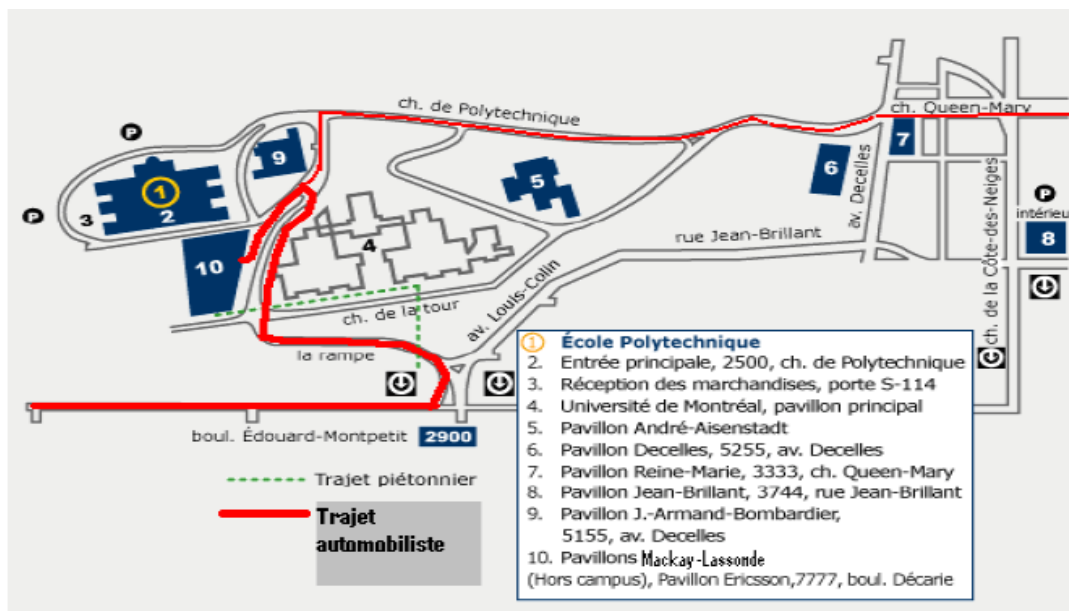 ch. de Polytechnique
ch. Queen-Mary
P
9
7
1
2
3
P
5
6
av. Decelles
P
intérieu
8
rue Jean-Brillant
4
10
ch. de la Côte-des-Neiges
ch. de la tour
av. Louis-Colin
la rampe
boul. Édouard-Montpetit 2900
Trajet piétonnier
Trajet
automobiliste
1 École Polytechnique
2. Entrée principale, 2500, ch. de Polytechnique
3. Réception des marchandises, porte S-114
4. Université de Montréal, pavillon principal
5. Pavillon André-Aisenstadt
6. Pavillon Decelles, 5255, av. Decelles
7. Pavillon Reine-Marie, 3333, ch. Queen-Mary
8. Pavillon Jean-Brillant, 3744, rue Jean-Brillant
9. Pavillon J.-Armand-Bombardier,
5155, av. Decelles
10. Pavillons Mackay-Lassonde
(Hors campus), Pavillon Ericsson,7777, boul. Décarie